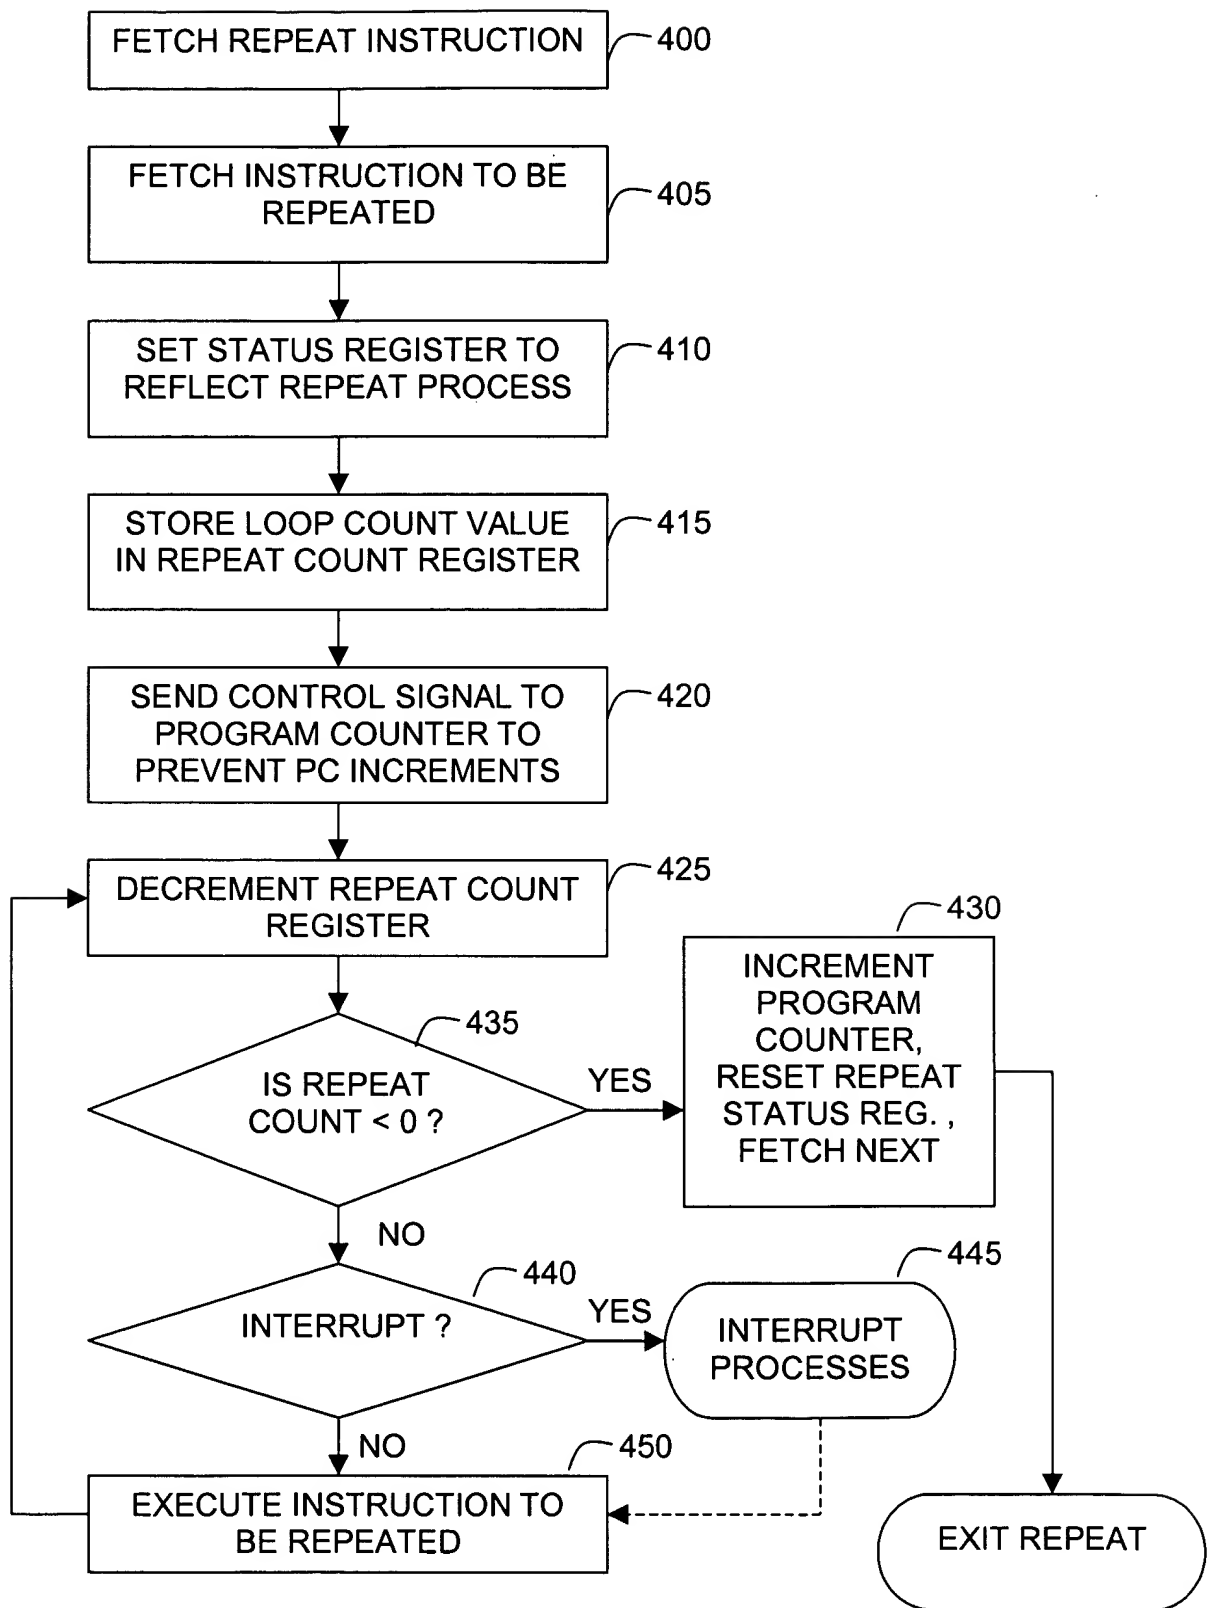 FETCH REPEAT INSTRUCTION
400
FETCH INSTRUCTION TO BE
REPEATED
405
SET STATUS REGISTER TO
REFLECT REPEAT PROCESS
410
STORE LOOP COUNT VALUE
IN REPEAT COUNT REGISTER
415
SEND CONTROL SIGNAL TO
PROGRAM COUNTER TO
PREVENT PC INCREMENTS
420
DECREMENT REPEAT COUNT
REGISTER
425
430
INCREMENT
PROGRAM
COUNTER,
RESET REPEAT
STATUS REG. ,
FETCH NEXT
435
IS REPEAT
COUNT < 0 ?
YES
NO
440
INTERRUPT ?
YES
445
INTERRUPT
PROCESSES
NO
450
EXECUTE INSTRUCTION TO
BE REPEATED
EXIT REPEAT